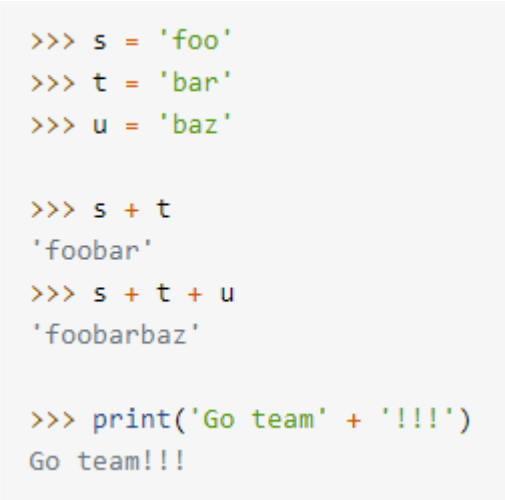 >>> s = 'foo'
>>> t = 'bar'
>>> u = 'baz'
>>> s + t
'foobar'
>>> s + t + u
'foobarbaz'
>>> print('Go team' + '!!!')
Go team!!!